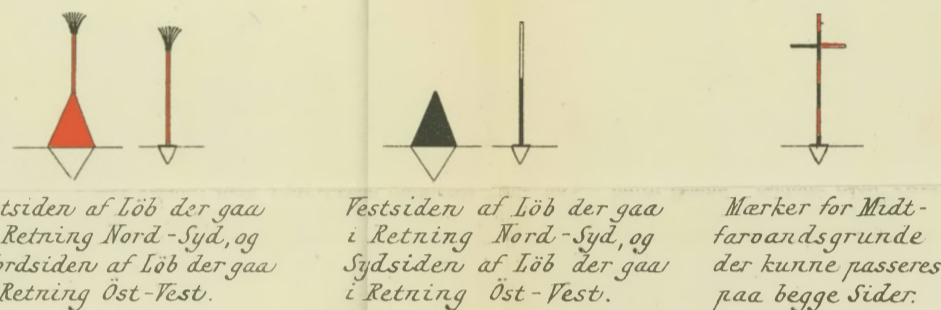 tsiden af Löb der gaa
Retning Nord-Syd, og
rdsiden af Löb der gaa
Retning Öst-Vest.
Vestsiden af Löb der gaa
i Retning Nord-Syd, og
Sydsiden af Löb der gaa
i Retning Öst-Vest.
Mærker for Midt-
farvandsgrunde
der kunne passeres
paa begge Sider.